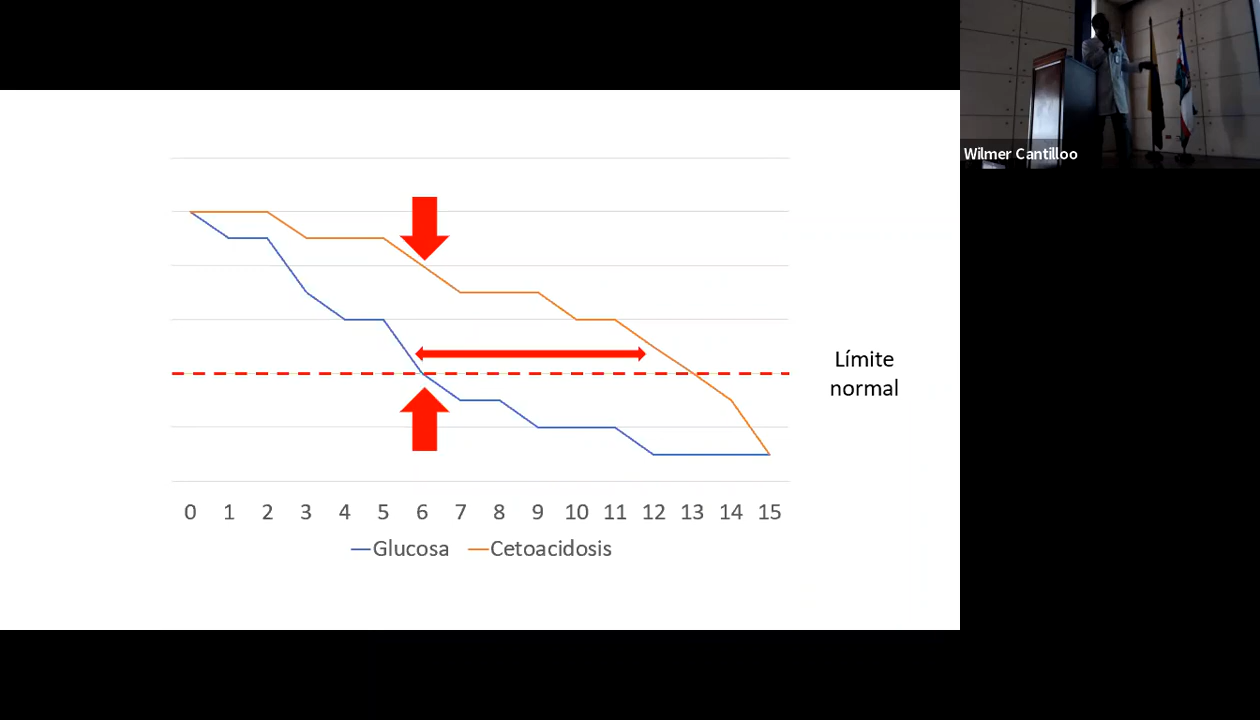 Wilmer Cantilloo
Límite
normal
0 1 2 3 4 5 6 7 8 9 10 11 12 13 14 15
Glucosa Cetoacidosis